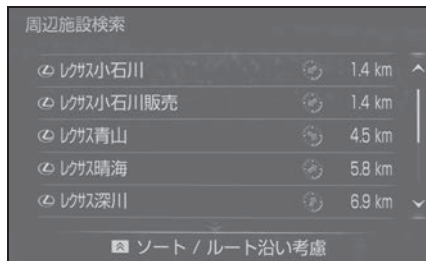 周辺施設検索
レクサス小石川 1.4 km
レクサス小石川販売 1.4 km
レクサス青山 4.5 km
レクサス晴海 5.8 km
レクサス深川 6.9 km
ソート / ルート沿い考慮